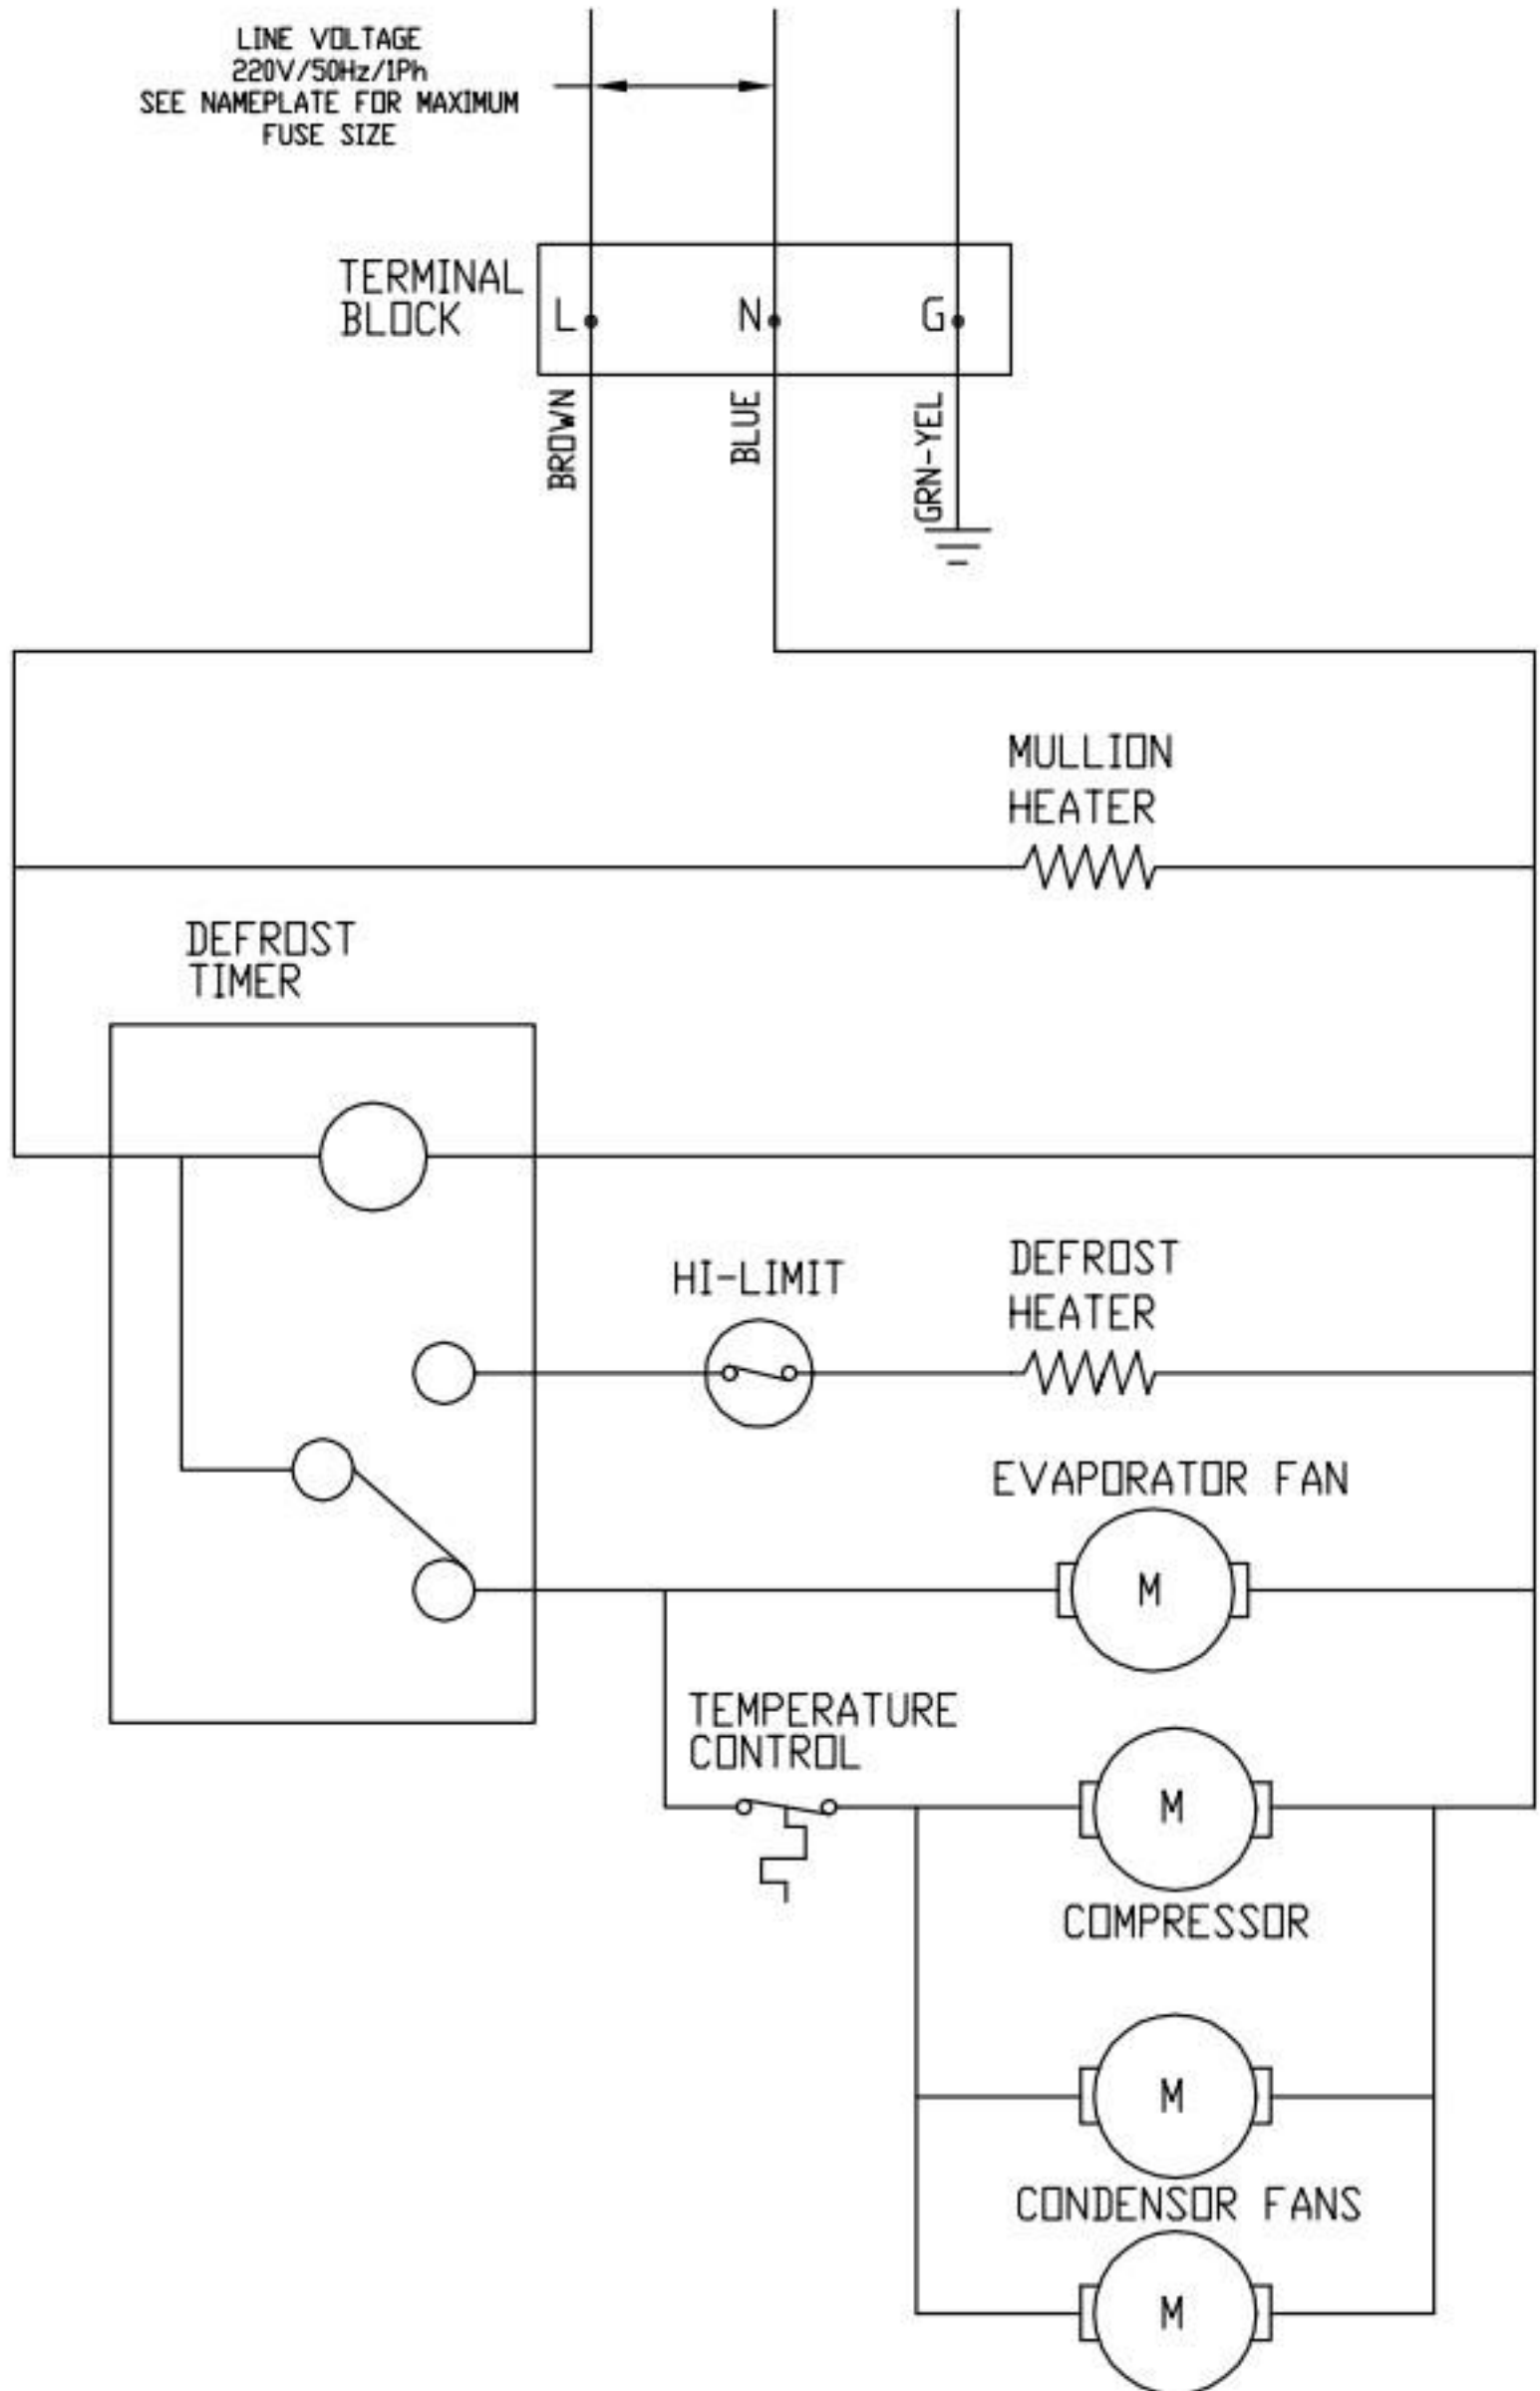 LINE VOLTAGE
220V/50Hz/1Ph
SEE NAMEPLATE FOR MAXIMUM
FUSE SIZE
TERMINAL
BLOCK
L
N
G
BROWN
BLUE
GRN-YEL
MULLION
HEATER
DEFROST
TIMER
HI-LIMIT
DEFROST
HEATER
EVAPORATOR FAN
M
TEMPERATURE
CONTROL
M
COMPRESSOR
M
CONDENSOR FANS
M